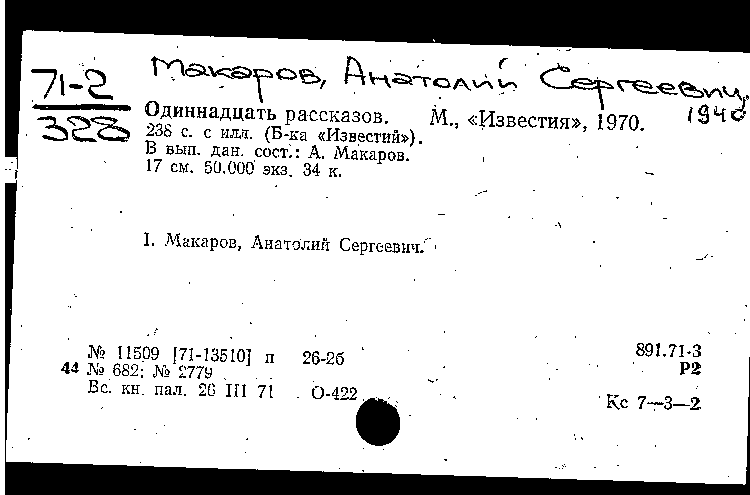 Макаров, Анатолий Сергеевич,
71-2
328
1940
Одиннадцать рассказов. М., «Известия», 1970.
238 с. с илл. (Б-ка «Известий»).
В вып. дан. сост.: А. Макаров.
17 см. 50.000 экз. 34 к.
I. Макаров, Анатолий Сергеевич.
№ 11509 [71-13510] п 26-2б
44 № 682; № 2779
Вс. кн. пал. 26 III 71 О-422
891.71-3
Р2
Кс 7—3—2